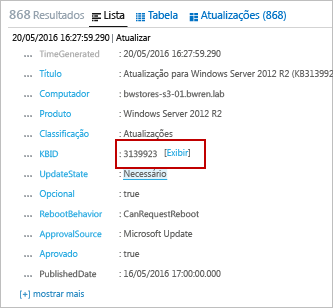 868 Resultados Lista Tabela Atualizações (868)
20/05/2016 16:27:59.290 | Atualizar
... TimeGenerated : 20/05/2016 16:27:59.290
... Título : Atualização para Windows Server 2012 R2 (KB313992
... Computador : bwstores-s3-01.bwren.lab
... Produto : Windows Server 2012 R2
... Classificação : Atualizações
... KBID : 3139923 [Exibir]
... UpdateState : Necessário
... Opcional : true
... RebootBehavior : CanRequestReboot
... ApprovalSource : Microsoft Update
... Aprovado : true
... PublishedDate : 16/05/2016 17:00:00.000
[+] mostrar mais